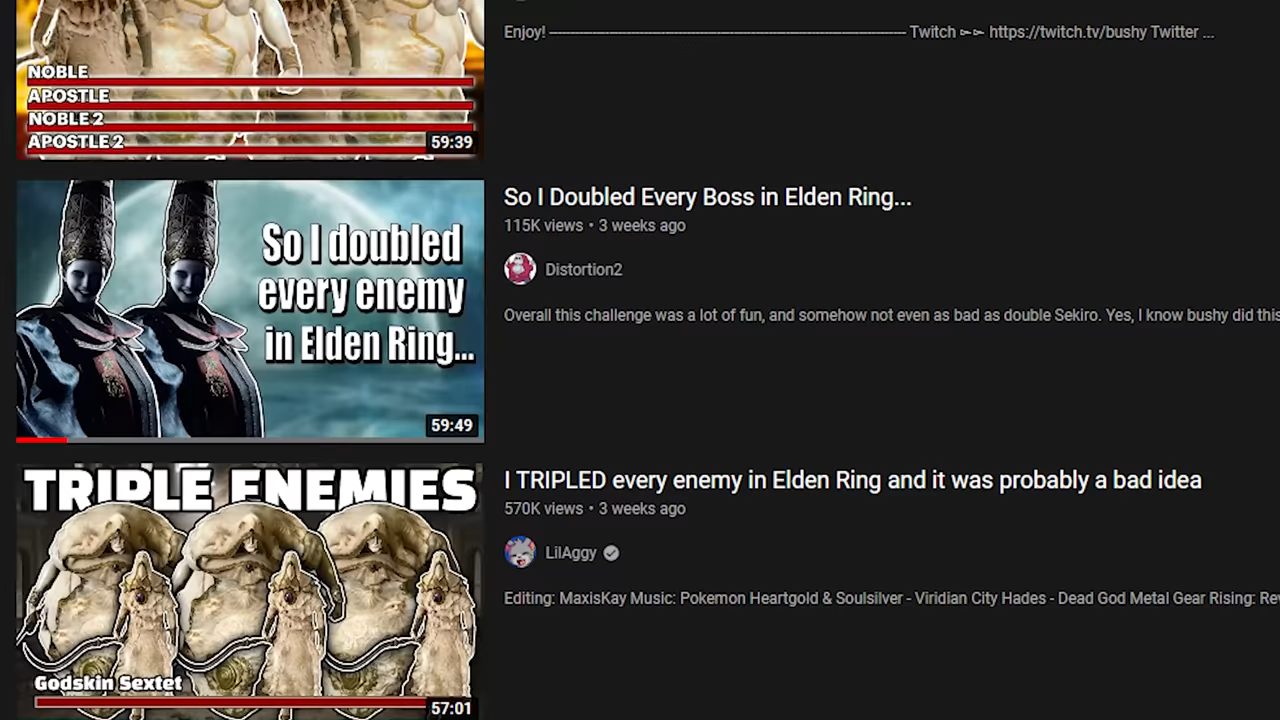 Enjoy! ------------------------------------------------------------------------ Twitch ►► https://twitch.tv/bushy Twitter ...
NOBLE
APOSTLE
NOBLE 2
APOSTLE 2
59:39
So I doubled
every enemy
in Elden Ring...
59:49
So I Doubled Every Boss in Elden Ring...
115K views • 3 weeks ago
Distortion2
Overall this challenge was a lot of fun, and somehow not even as bad as double Sekiro. Yes, I know bushy did this
TRIPLE ENEMIES
Godskin Sextet
57:01
I TRIPLED every enemy in Elden Ring and it was probably a bad idea
570K views • 3 weeks ago
LilAggy
Editing: MaxisKay Music: Pokemon Heartgold & Soulsilver - Viridian City Hades - Dead God Metal Gear Rising: